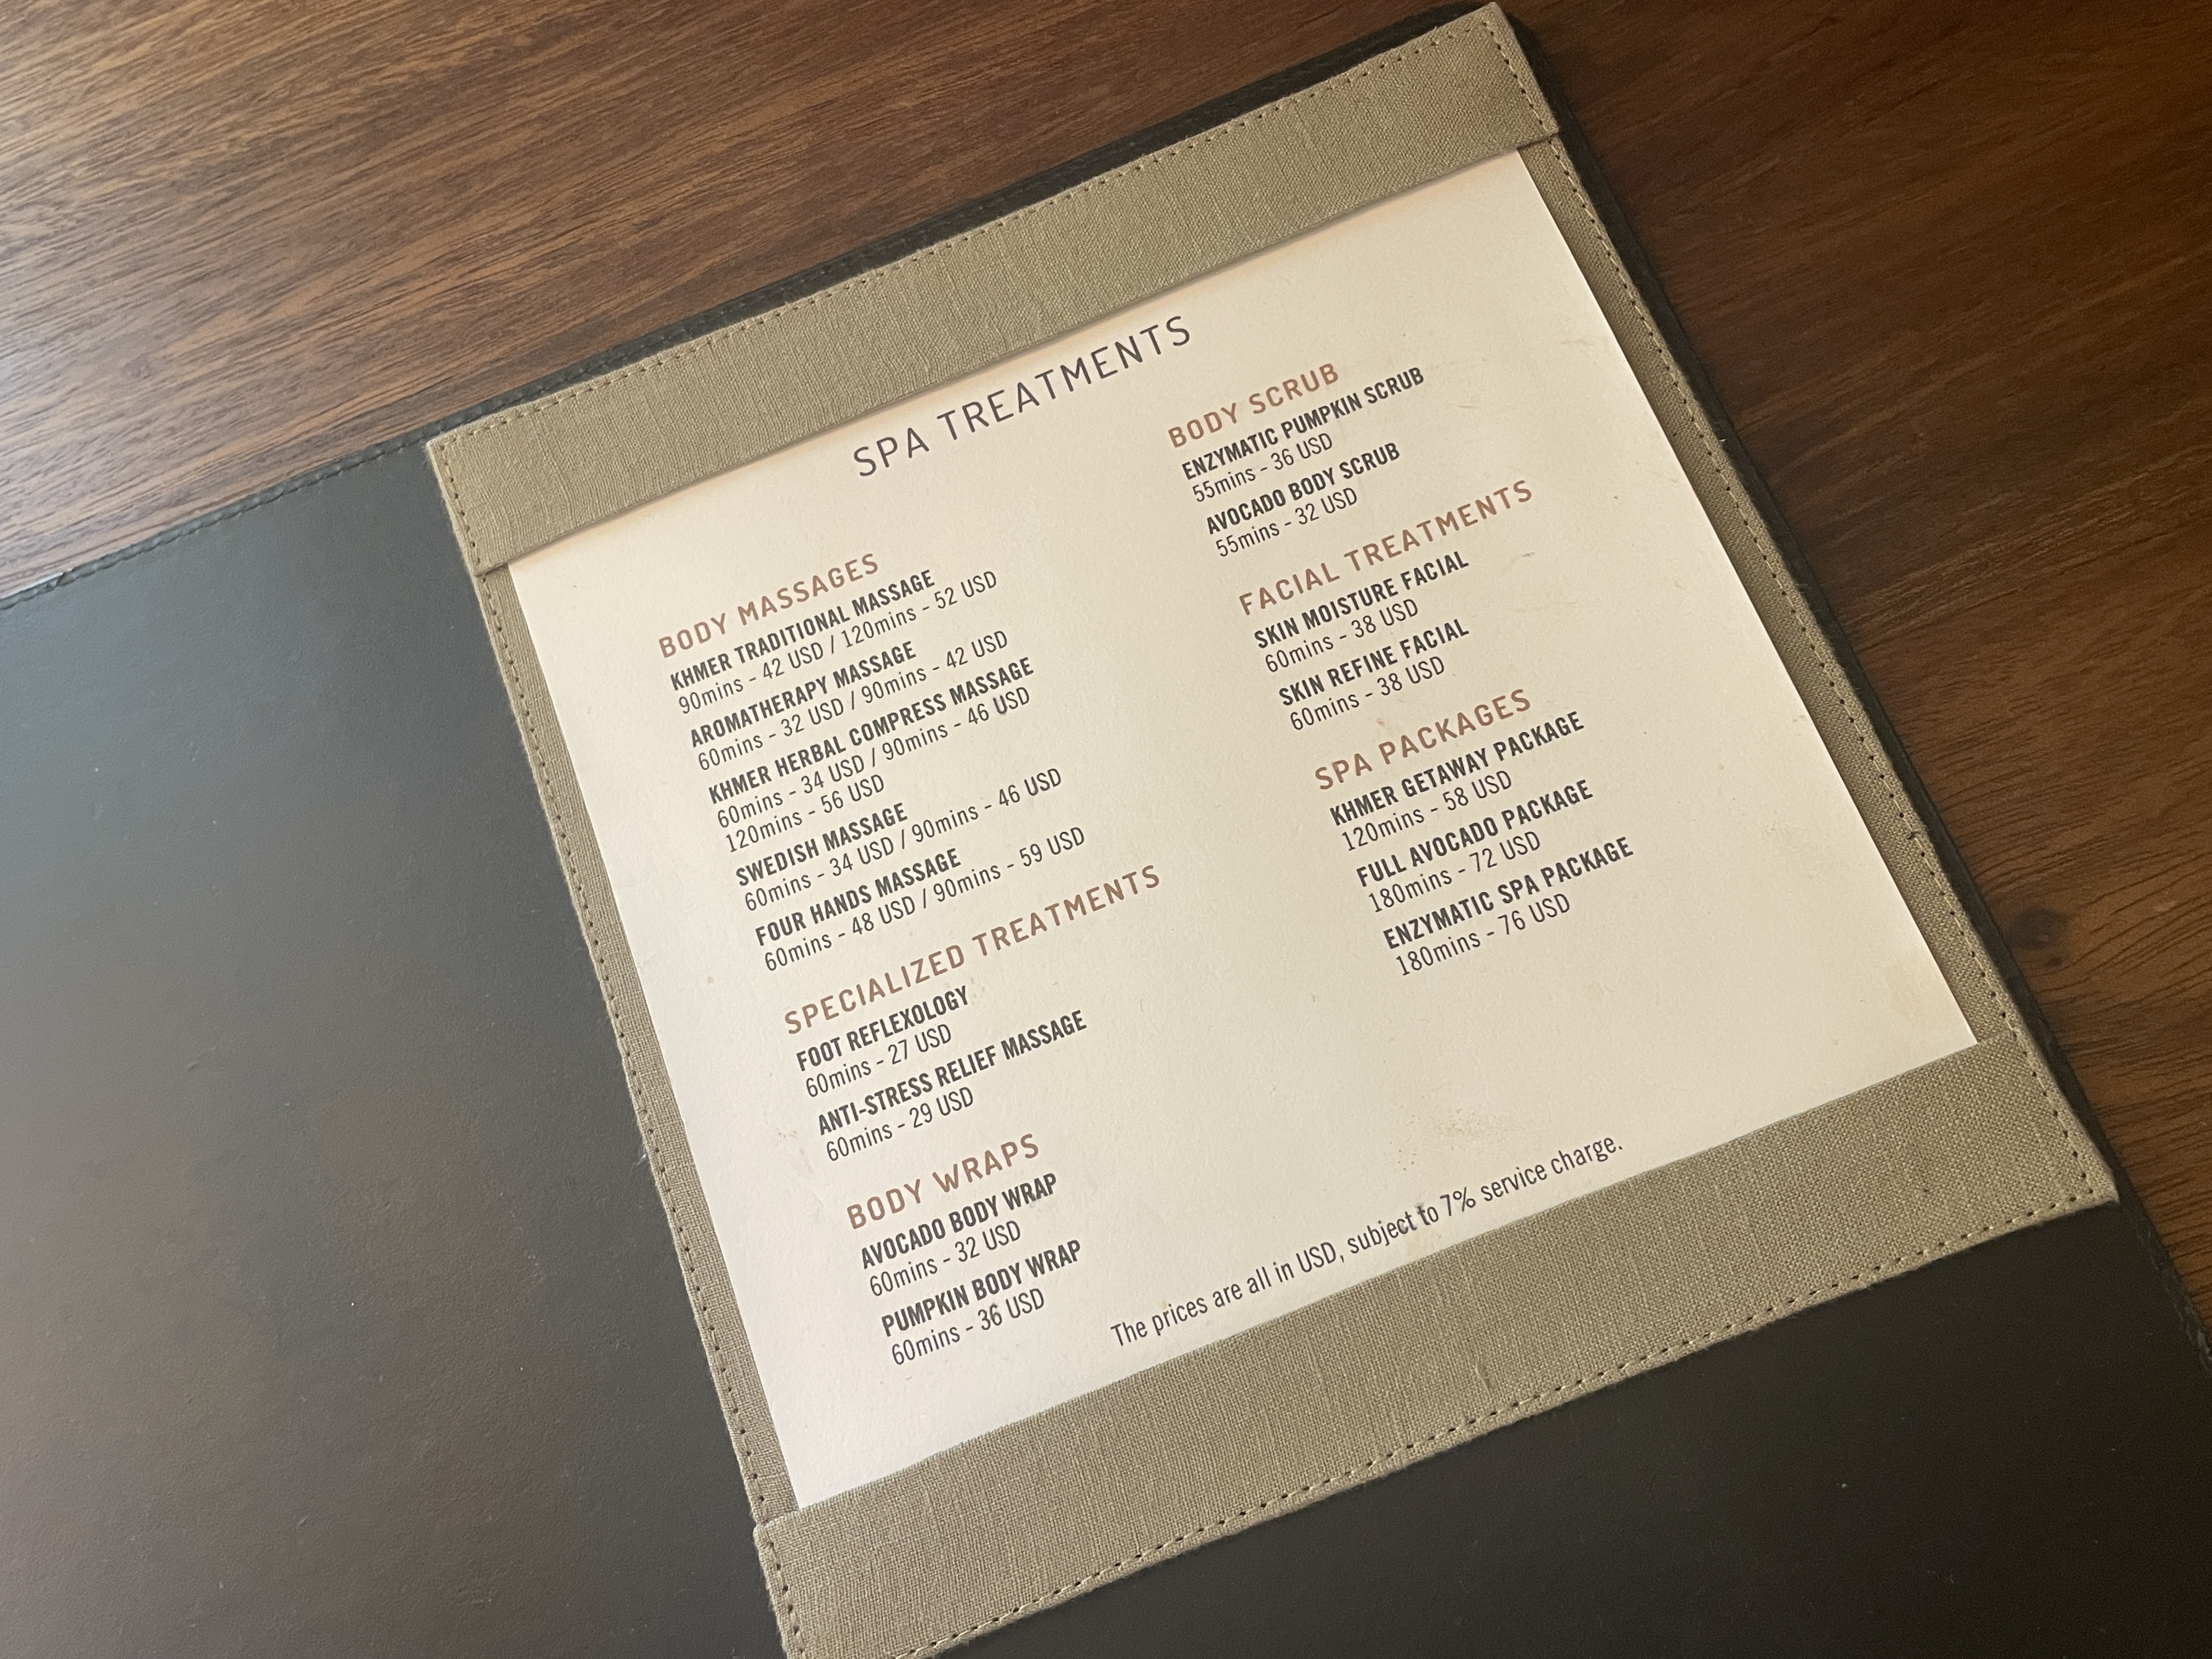 SPA TREATMENTS
BODY MASSAGES
KHMER TRADITIONAL MASSAGE
90mins - 42 USD / 120mins - 52 USD
AROMATHERAPY MASSAGE
60mins - 32 USD / 90mins - 42 USD
KHMER HERBAL COMPRESS MASSAGE
60mins - 34 USD / 90mins - 46 USD
120mins - 56 USD
SWEDISH MASSAGE
60mins - 34 USD / 90mins - 46 USD
FOUR HANDS MASSAGE
60mins - 48 USD / 90mins - 59 USD
SPECIALIZED TREATMENTS
FOOT REFLEXOLOGY
60mins - 27 USD
ANTI-STRESS RELIEF MASSAGE
60mins - 29 USD
BODY WRAPS
AVOCADO BODY WRAP
60mins - 32 USD
PUMPKIN BODY WRAP
60mins - 36 USD
BODY SCRUB
ENZYMATIC PUMPKIN SCRUB
55mins - 36 USD
AVOCADO BODY SCRUB
55mins - 32 USD
FACIAL TREATMENTS
SKIN MOISTURE FACIAL
60mins - 38 USD
SKIN REFINE FACIAL
60mins - 38 USD
SPA PACKAGES
KHMER GETAWAY PACKAGE
120mins - 58 USD
FULL AVOCADO PACKAGE
180mins - 72 USD
ENZYMATIC SPA PACKAGE
180mins - 76 USD
The prices are all in USD, subject to 7% service charge.